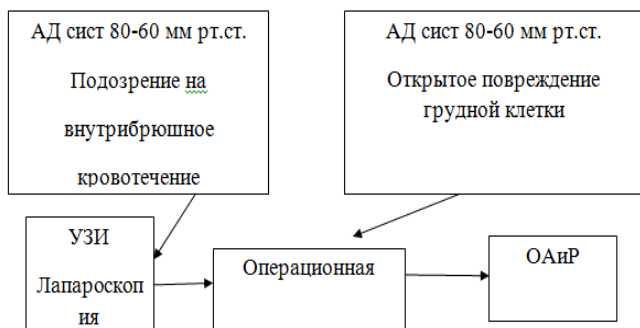 АД сист 80-60 мм рт.ст.
Подозрение на
внутрибрюшное
кровотечение
АД сист 80-60 мм рт.ст.
Открытое повреждение
грудной клетки
УЗИ
Лапароскоп
ия
Операционная
ОАиР